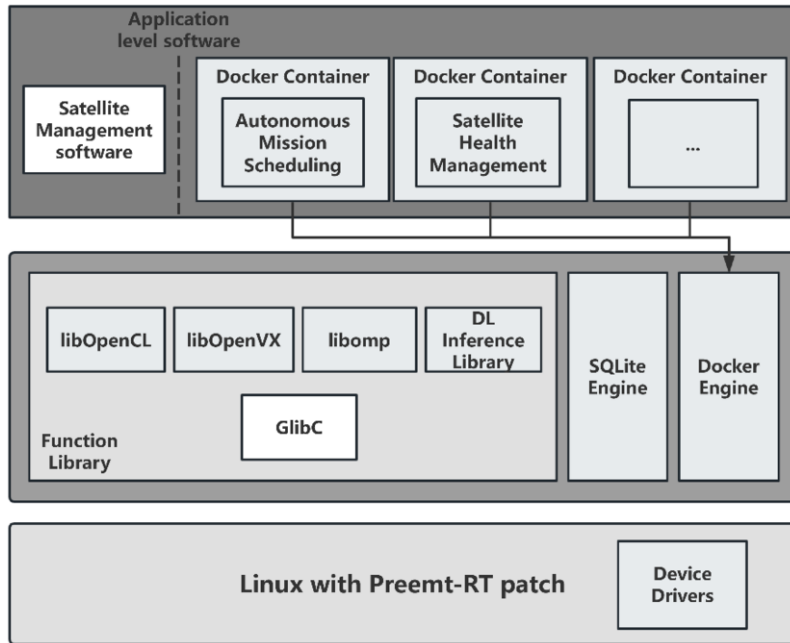 Application
level software
Satellite
Management
software
Docker Container
Autonomous
Mission
Scheduling
Docker Container
Satellite
Health
Management
Docker Container
...
libOpenCL
libOpenVX
libomp
DL
Inference
Library
GlibC
Function
Library
SQLite
Engine
Docker
Engine
Linux with Preemt-RT patch
Device
Drivers